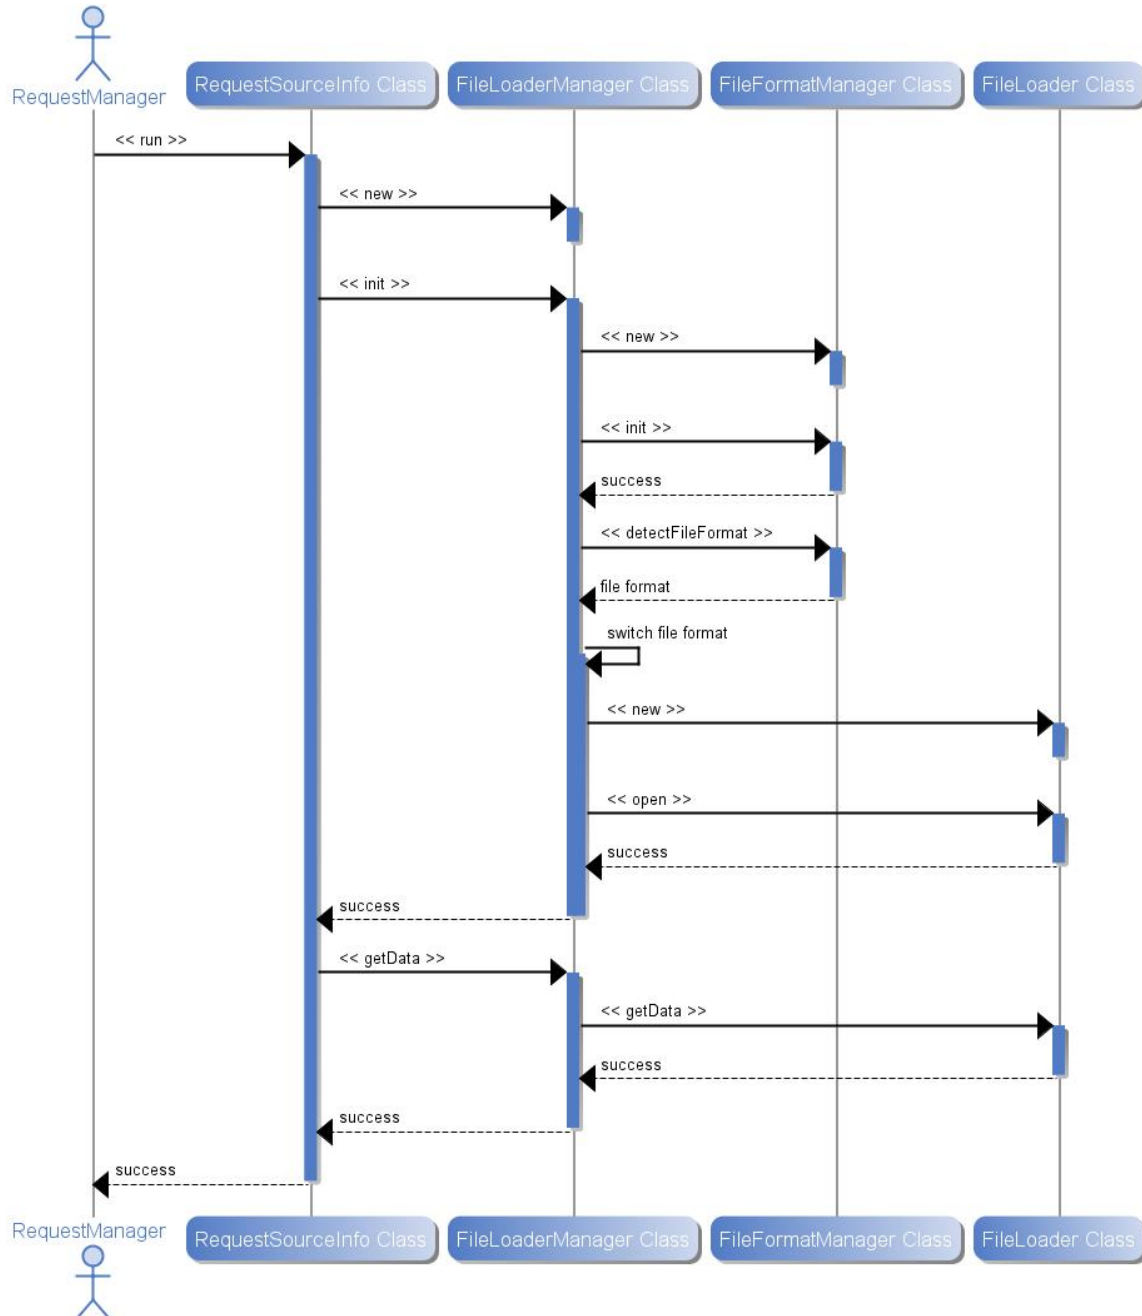 RequestManager
RequestSourceInfo Class
FileLoaderManager Class
FileFormatManager Class
FileLoader Class
<< run >>
<< new >>
<< init >>
<< new >>
<< init >>
success
<< detectFileFormat >>
file format
switch file format
<< new >>
<< open >>
success
success
<< getData >>
<< getData >>
success
success
success
RequestManager
RequestSourceInfo Class
FileLoaderManager Class
FileFormatManager Class
FileLoader Class